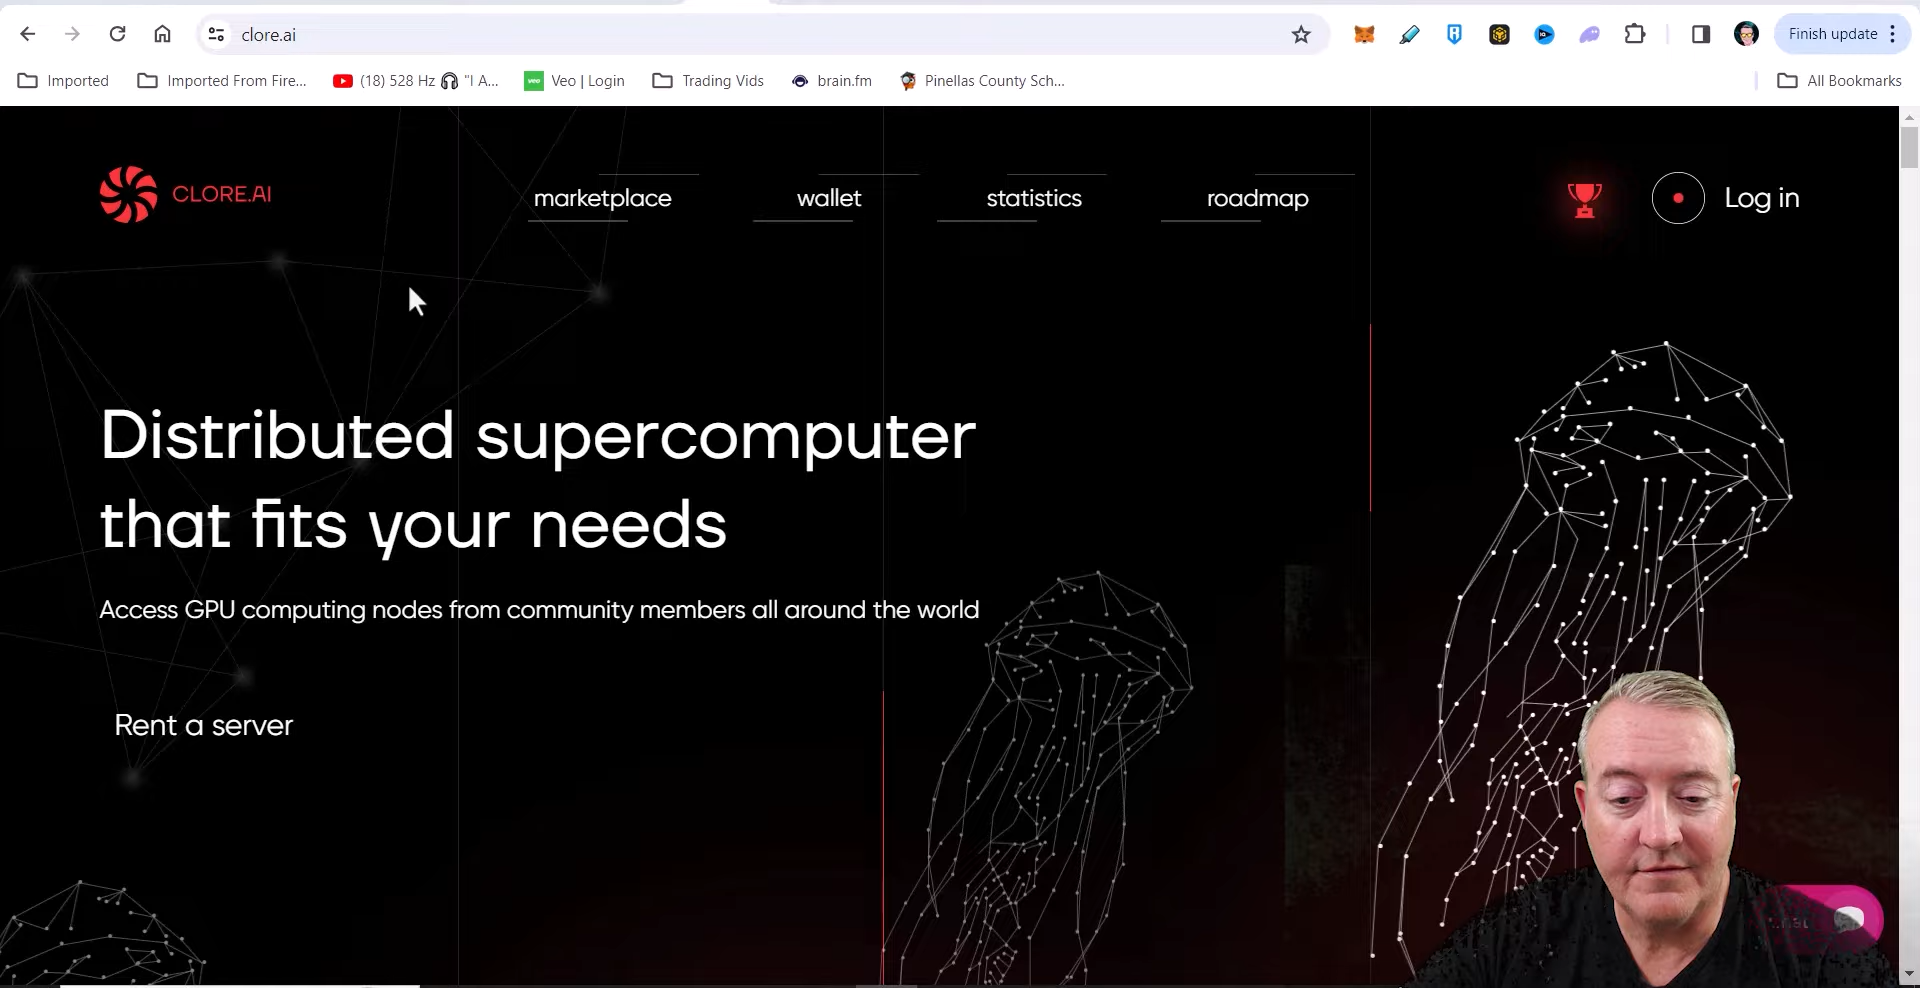 clore.ai
Finish update
Imported
Imported From Fire...
(18) 528 Hz 🎧 "I A...
veo Veo | Login
Trading Vids
brain.fm
Pinellas County Sch...
All Bookmarks
CLORE.AI
marketplace
wallet
statistics
roadmap
Log in
Distributed supercomputer
that fits your needs
Access GPU computing nodes from community members all around the world
Rent a server